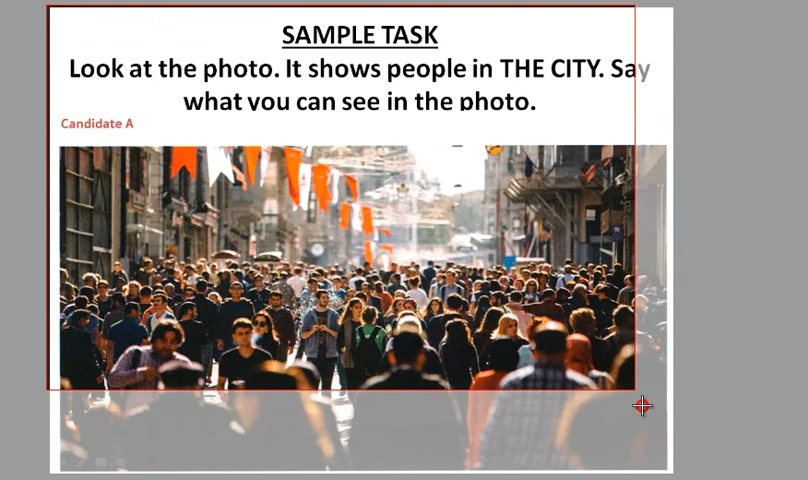 SAMPLE TASK
Look at the photo. It shows people in THE CITY. Say
what you can see in the photo.
Candidate A